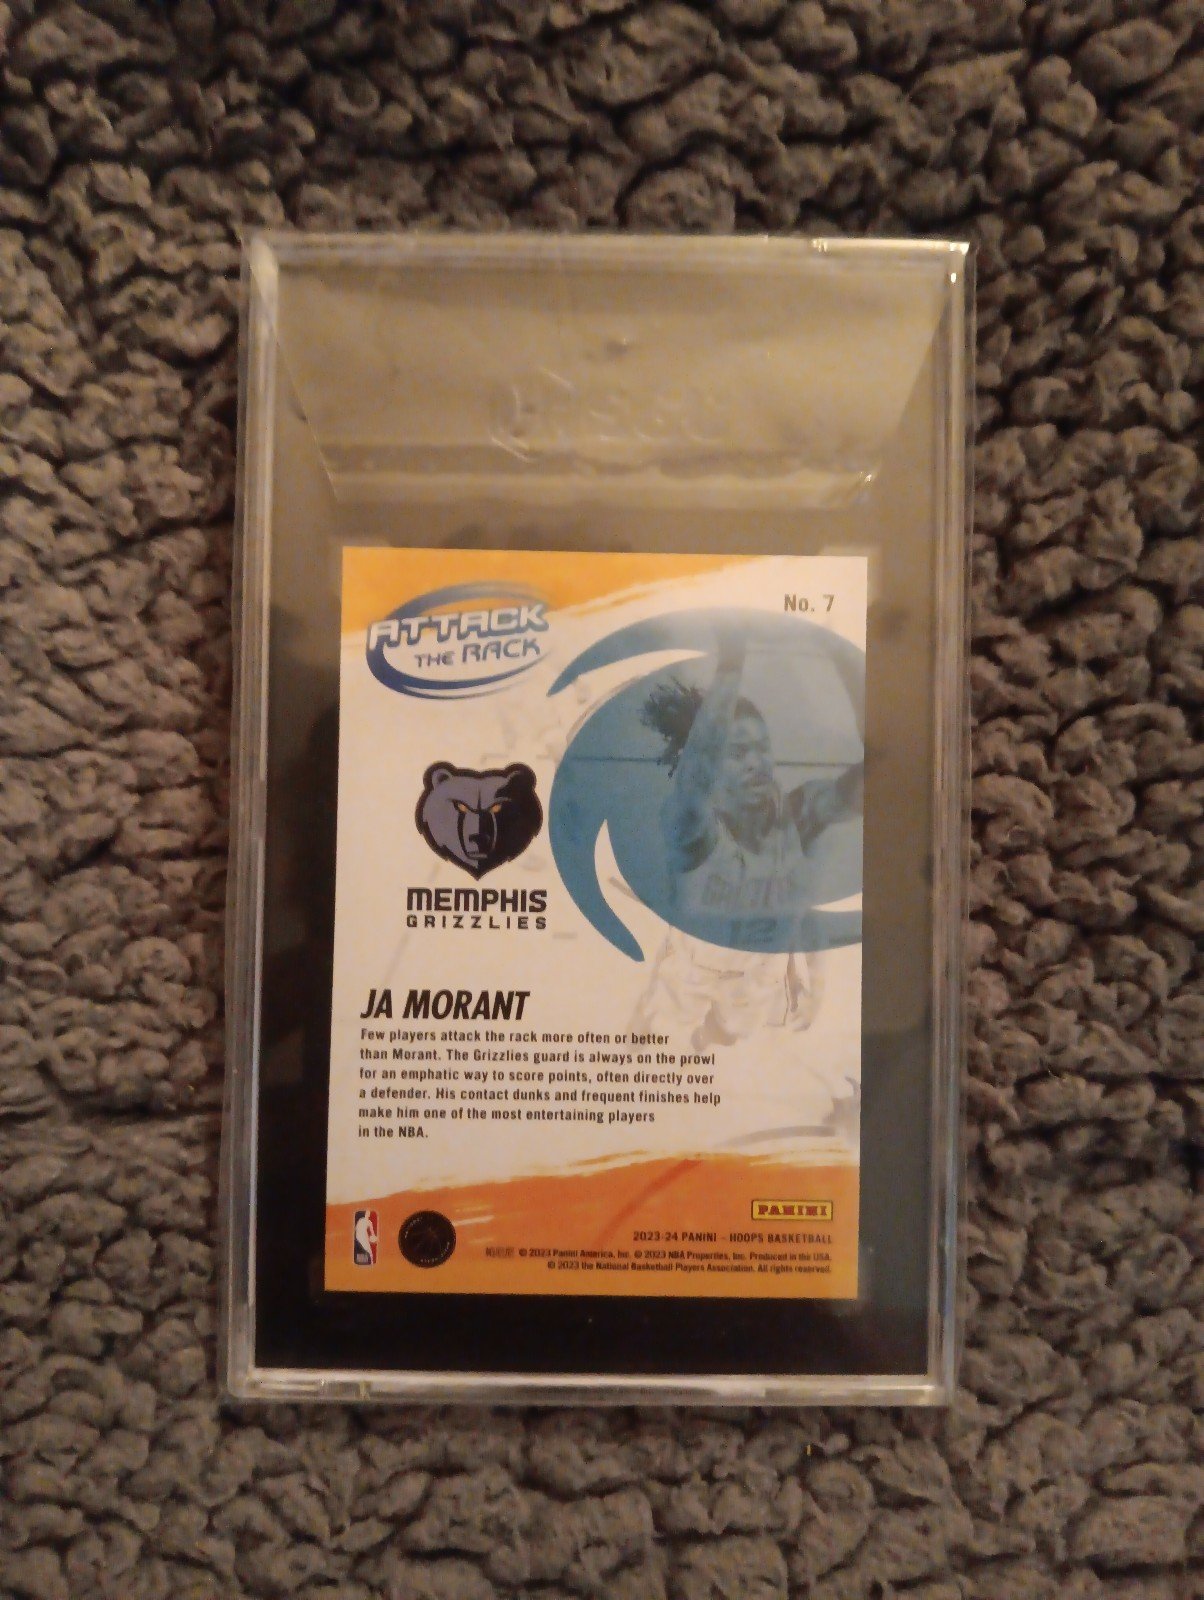 No. 7
ATTACK
THE RACK
MEMPHIS
GRIZZLIES
GRIZZLIES
12
JA MORANT
Few players attack the rack more often or better
than Morant. The Grizzlies guard is always on the prowl
for an emphatic way to score points, often directly over
a defender. His contact dunks and frequent finishes help
make him one of the most entertaining players
in the NBA.
PANINI
2023-24 PANINI - HOOPS BASKETBALL
© 2023 Panini America, Inc. © 2023 NBA Properties, Inc. Produced in the USA.
© 2023 the National Basketball Players Association. All rights reserved.